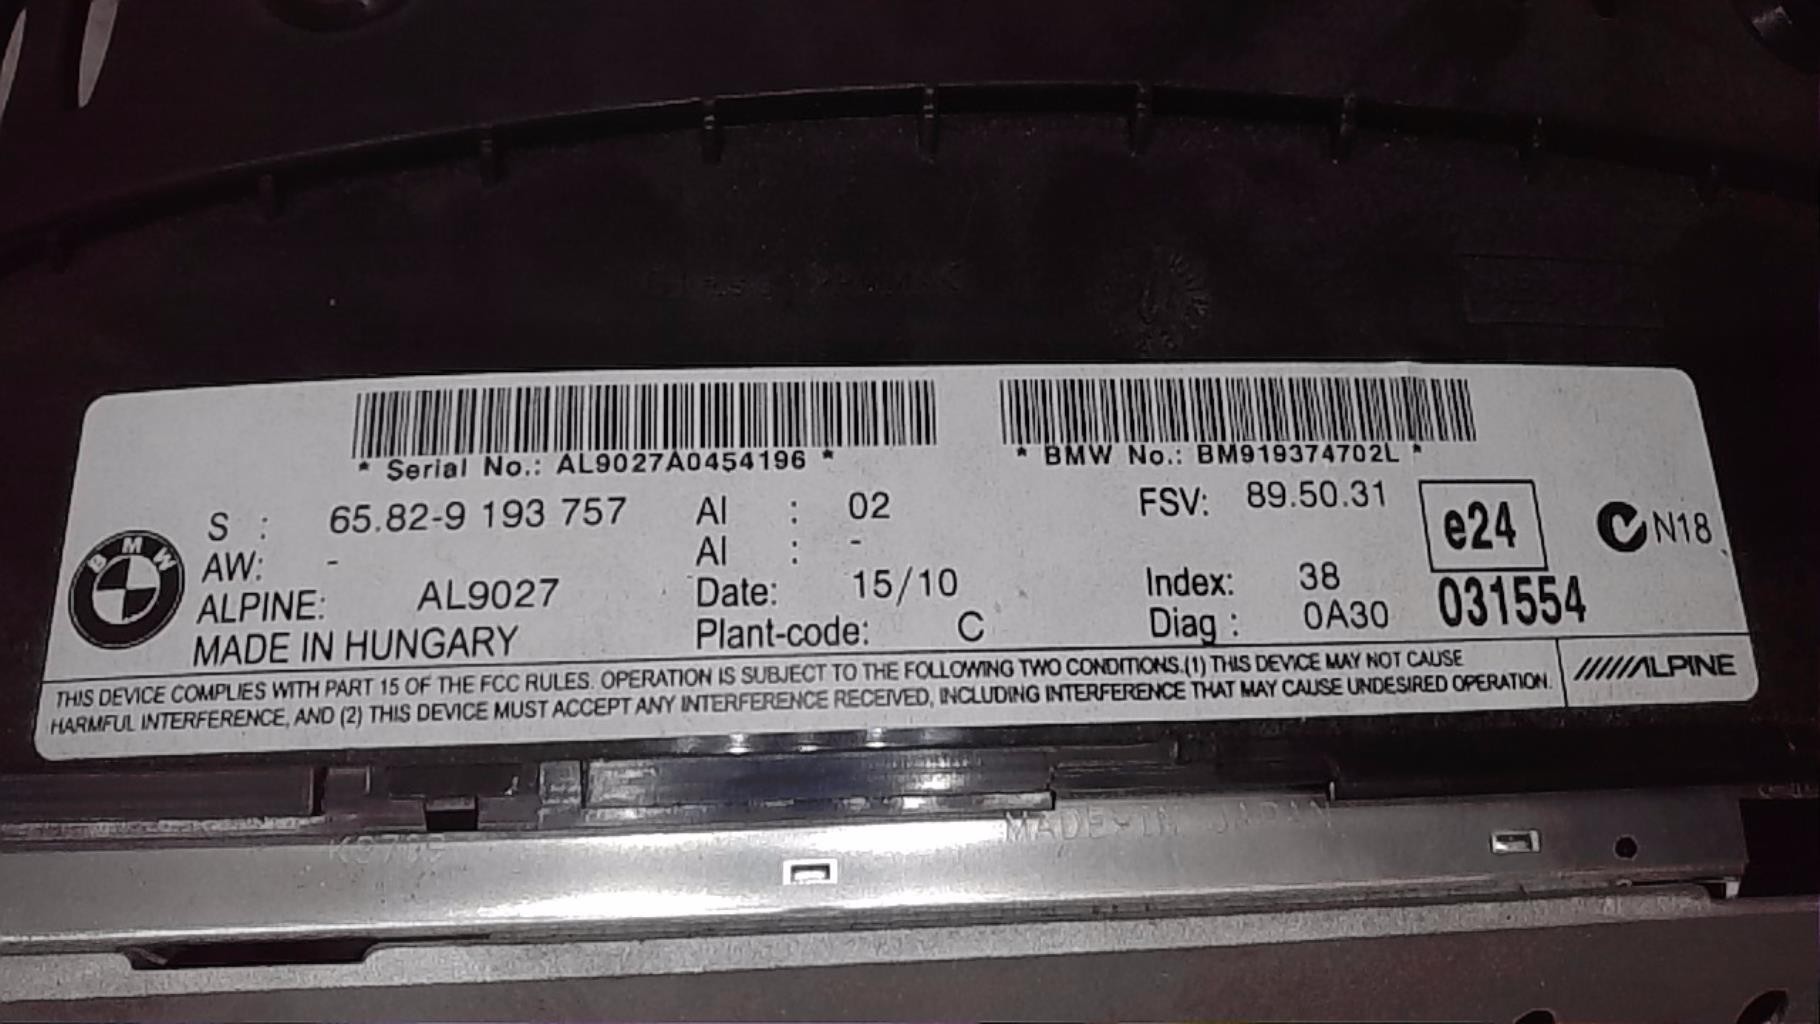 * Serial No.: AL9027A0454196 *
* BMW No.: BM919374702L *
S : 65.82-9 193 757 AI : 02 FSV: 89.50.31
AW: - AI : -
ALPINE: AL9027 Date: 15/10 Index: 38
MADE IN HUNGARY Plant-code: C Diag : 0A30
BMW
e24
031554
N18
THIS DEVICE COMPLIES WITH PART 15 OF THE FCC RULES. OPERATION IS SUBJECT TO THE FOLLOWING TWO CONDITIONS.(1) THIS DEVICE MAY NOT CAUSE
HARMFUL INTERFERENCE, AND (2) THIS DEVICE MUST ACCEPT ANY INTERFERENCE RECEIVED, INCLUDING INTERFERENCE THAT MAY CAUSE UNDESIRED OPERATION.
ALPINE
MADE IN JAPAN